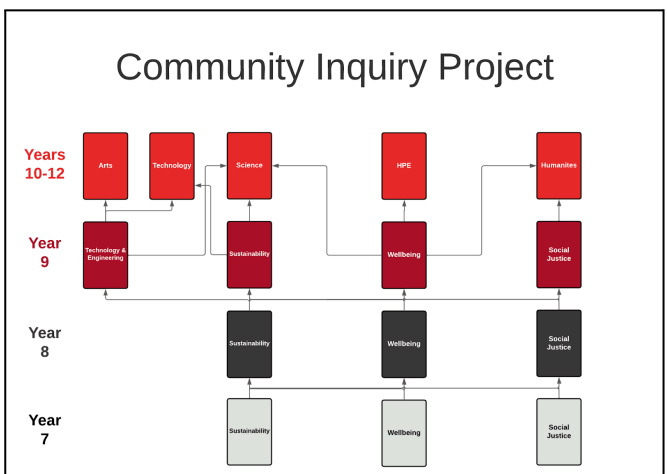 Community Inquiry Project
Years
10-12
Arts
Technology
Science
HPE
Humanites
Year
9
Technology &
Engineering
Sustainability
Wellbeing
Social
Justice
Year
8
Sustainability
Wellbeing
Social
Justice
Year
7
Sustainability
Wellbeing
Social
Justice